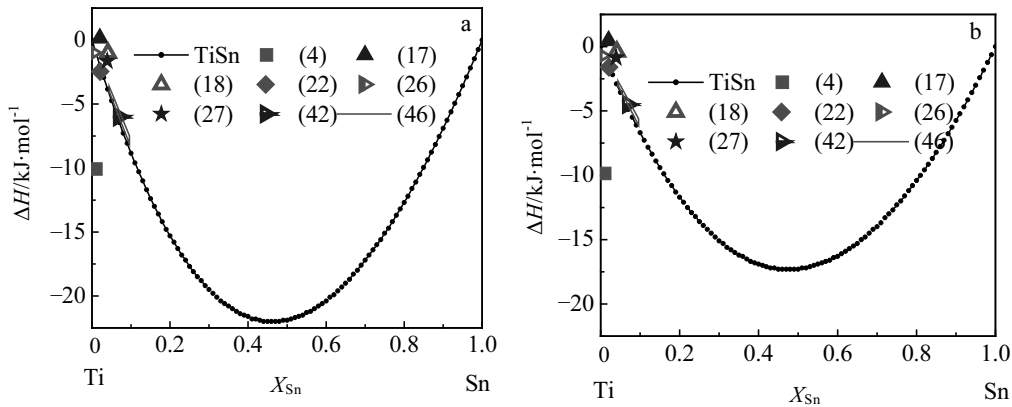 a
ΔH/kJ·mol⁻¹
0
−5
−10
−15
−20
TiSn (4) (17)
(18) (22) (26)
(27) (42) (46)
0 0.2 0.4 0.6 0.8 1.0
Ti X_Sn Sn
b
ΔH/kJ·mol⁻¹
0
−5
−10
−15
−20
TiSn (4) (17)
(18) (22) (26)
(27) (42) (46)
0 0.2 0.4 0.6 0.8 1.0
Ti X_Sn Sn